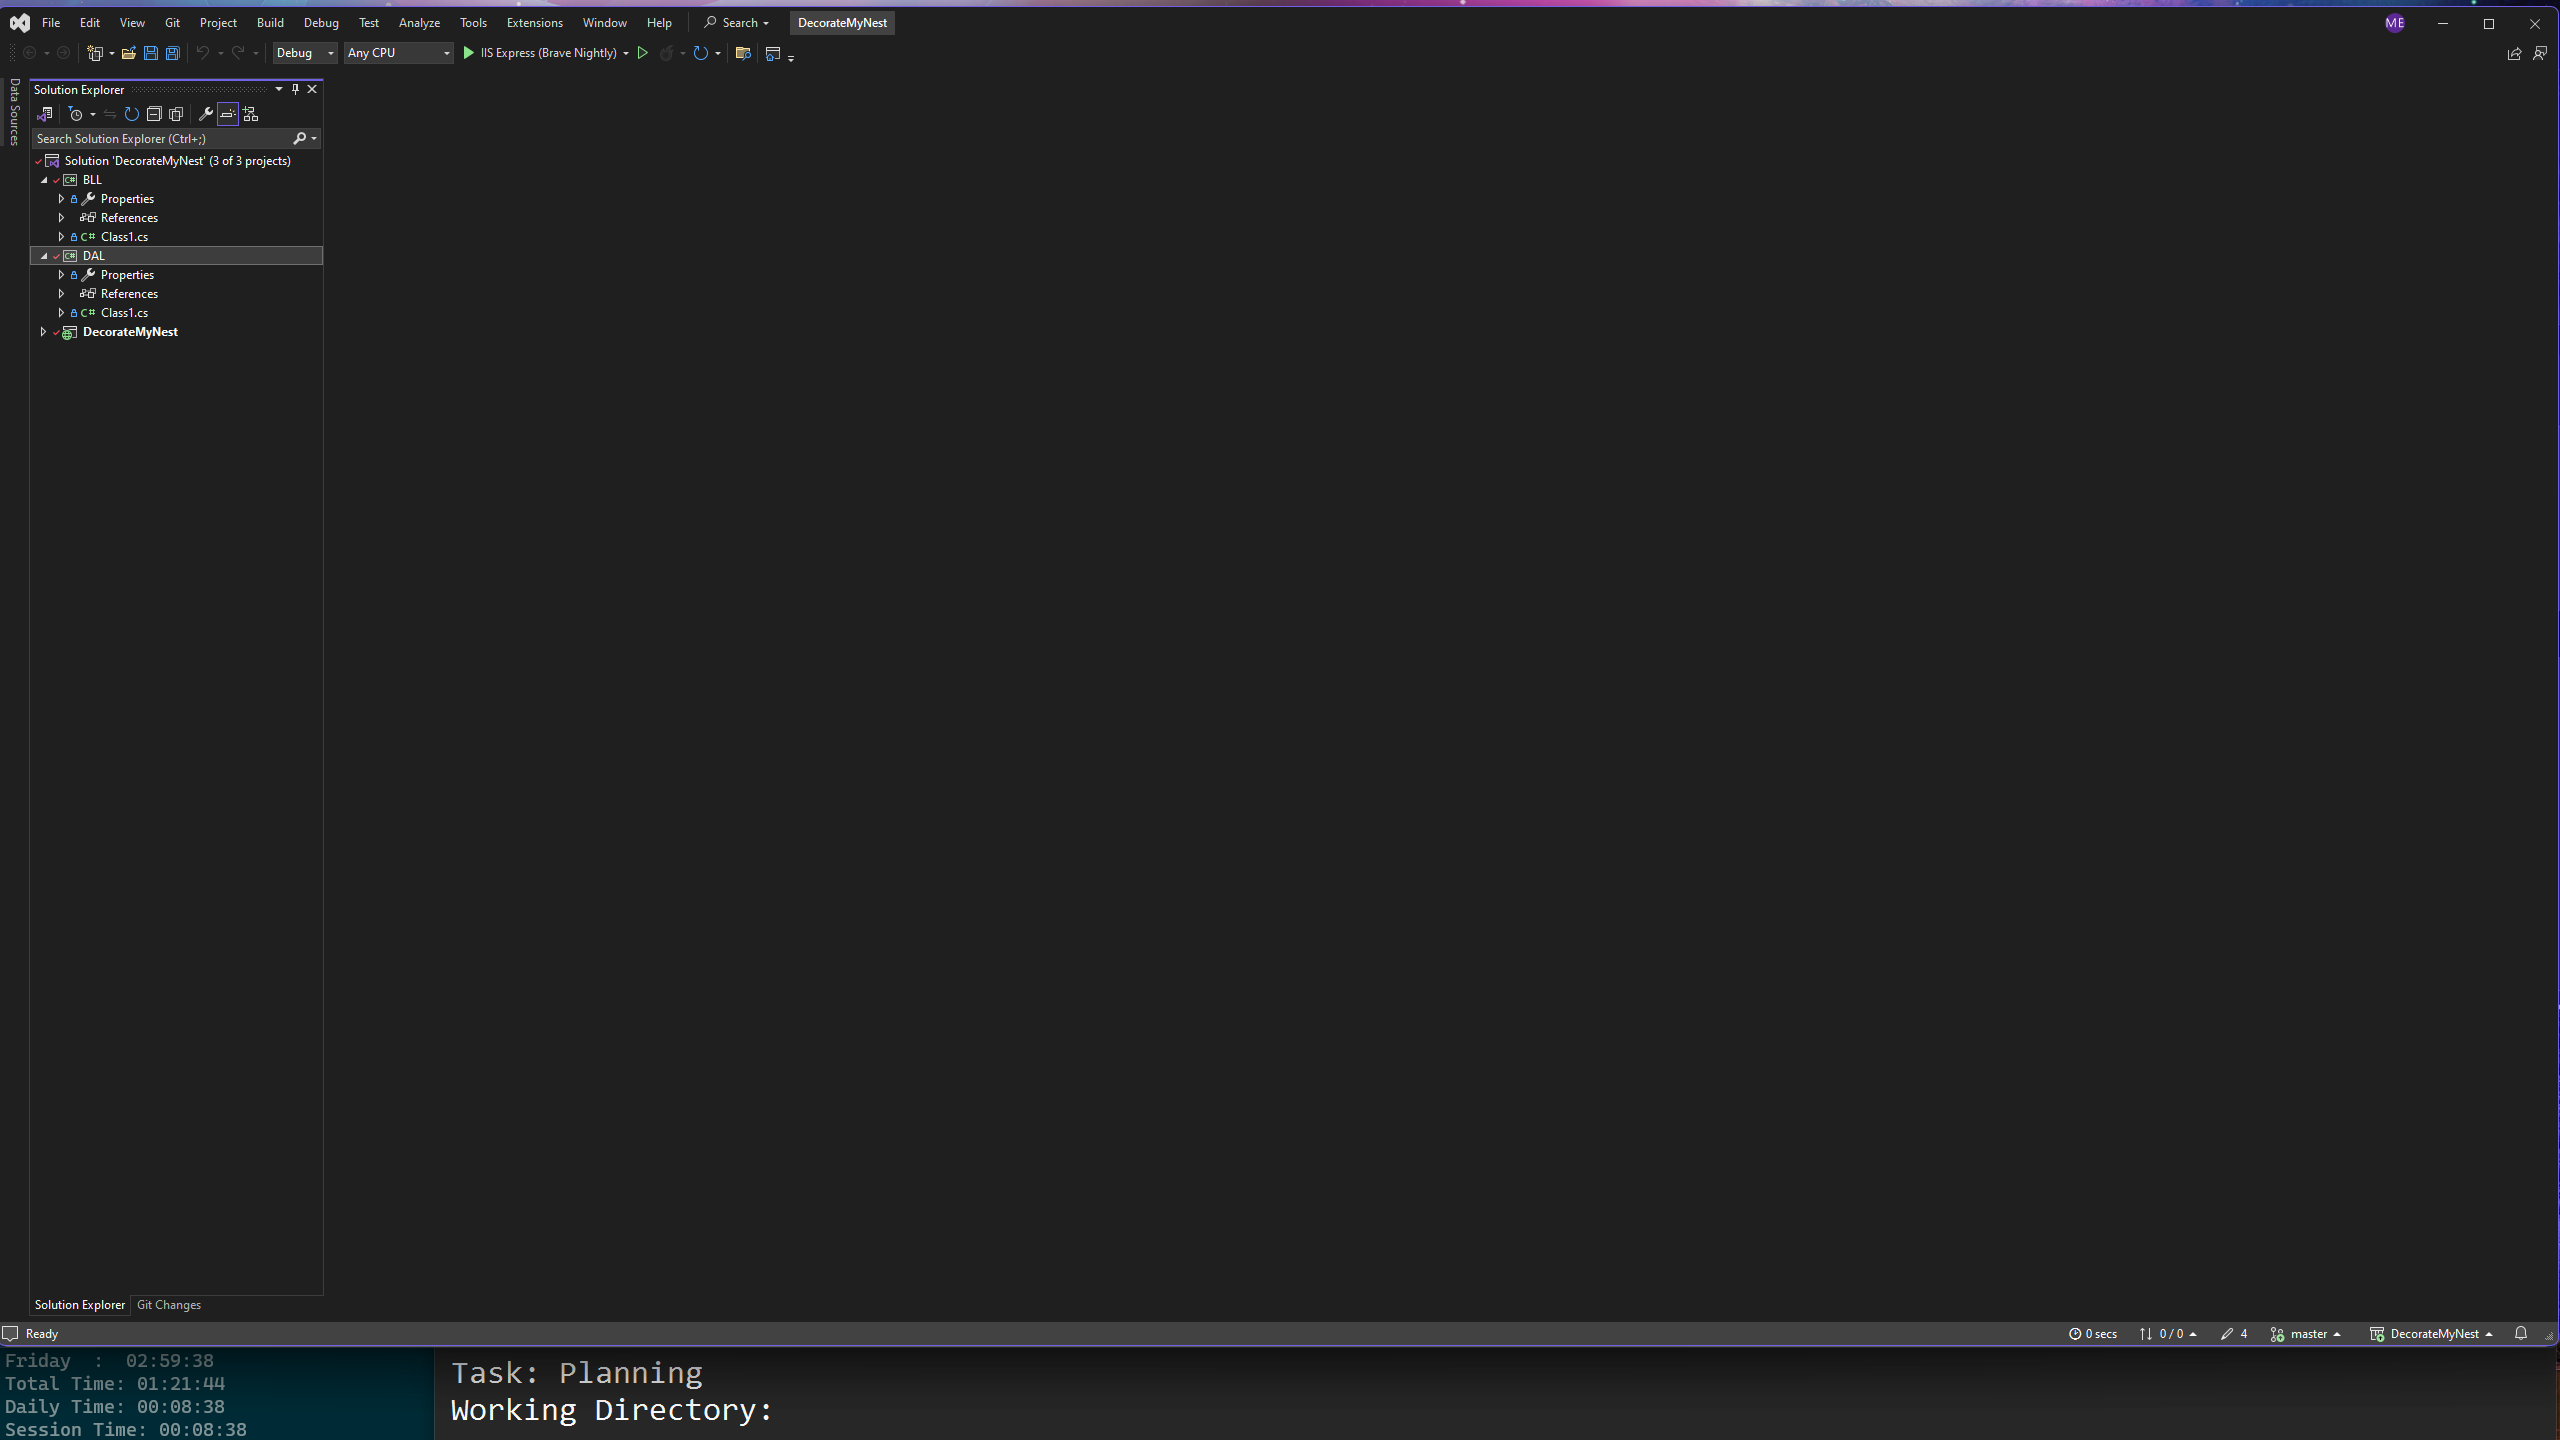 File Edit View Git Project Build Debug Test Analyze Tools Extensions Window Help Search DecorateMyNest ME
Debug Any CPU IIS Express (Brave Nightly)
Data Sources
Solution Explorer
Search Solution Explorer (Ctrl+;)
Solution 'DecorateMyNest' (3 of 3 projects)
C# BLL
Properties
References
C# Class1.cs
C# DAL
Properties
References
C# Class1.cs
DecorateMyNest
Solution Explorer Git Changes
Ready 0 secs 0 / 0 4 master DecorateMyNest
Friday : 02:59:38
Total Time: 01:21:44
Daily Time: 00:08:38
Session Time: 00:08:38
Task: Planning
Working Directory: